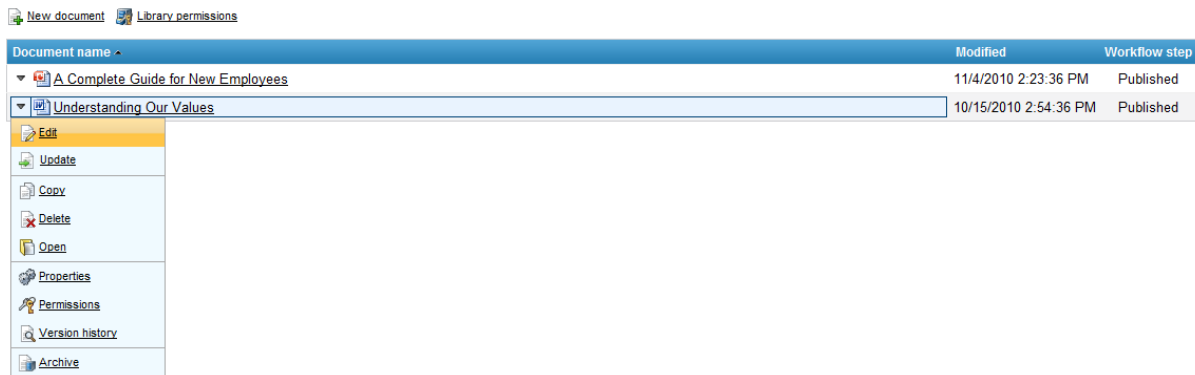 New document Library permissions
Document name Modified Workflow step
A Complete Guide for New Employees 11/4/2010 2:23:36 PM Published
Understanding Our Values 10/15/2010 2:54:36 PM Published
Edit
Update
Copy
Delete
Open
Properties
Permissions
Version history
Archive